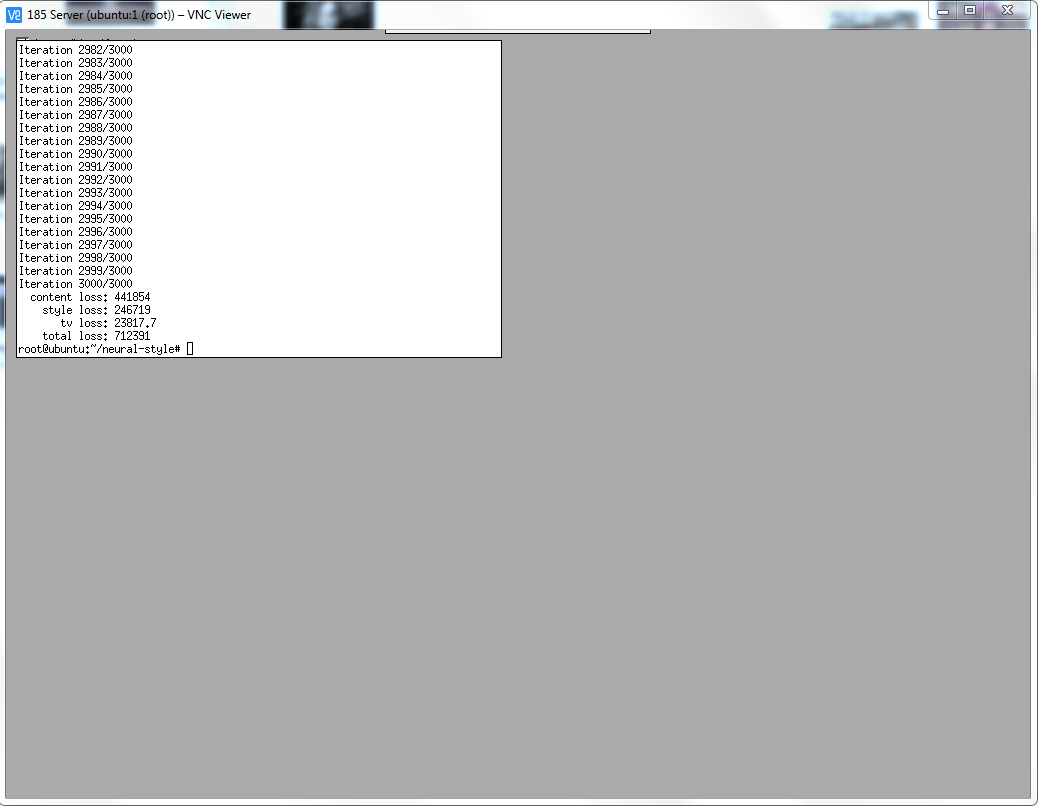 185 Server (ubuntu:1 (root)) – VNC Viewer
Iteration 2982/3000
Iteration 2983/3000
Iteration 2984/3000
Iteration 2985/3000
Iteration 2986/3000
Iteration 2987/3000
Iteration 2988/3000
Iteration 2989/3000
Iteration 2990/3000
Iteration 2991/3000
Iteration 2992/3000
Iteration 2993/3000
Iteration 2994/3000
Iteration 2995/3000
Iteration 2996/3000
Iteration 2997/3000
Iteration 2998/3000
Iteration 2999/3000
Iteration 3000/3000
content loss: 441854
style loss: 246719
tv loss: 23817.7
total loss: 712391
root@ubuntu:~/neural-style#